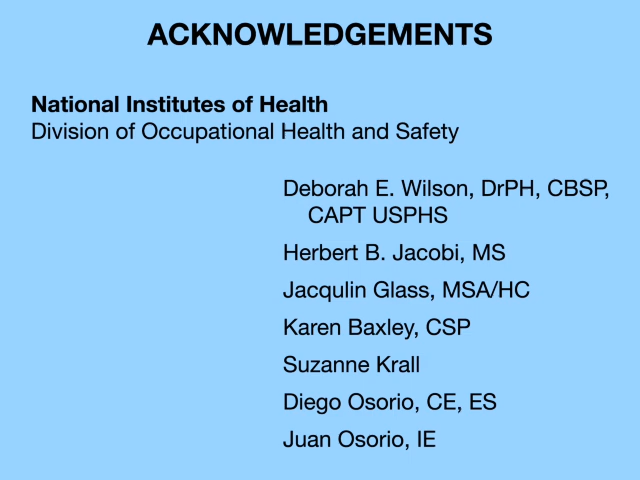 ACKNOWLEDGEMENTS
National Institutes of Health
Division of Occupational Health and Safety
Deborah E. Wilson, DrPH, CBSP,
CAPT USPHS
Herbert B. Jacobi, MS
Jacqulin Glass, MSA/HC
Karen Baxley, CSP
Suzanne Krall
Diego Osorio, CE, ES
Juan Osorio, IE